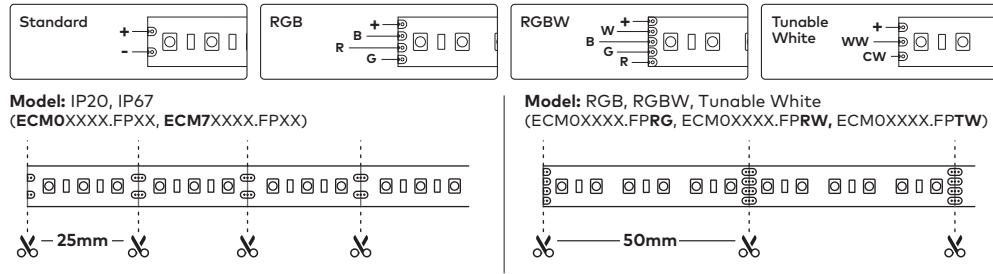 Standard
+
-
RGB
+
B
R
G
RGBW
+
W
B
G
R
Tunable
White
+
WW
CW
Model: IP20, IP67
(ECM0XXXX.FPXX, ECM7XXXX.FPXX)
25mm
Model: RGB, RGBW, Tunable White
(ECM0XXXX.FPRG, ECM0XXXX.FPRW, ECM0XXXX.FPTW)
50mm